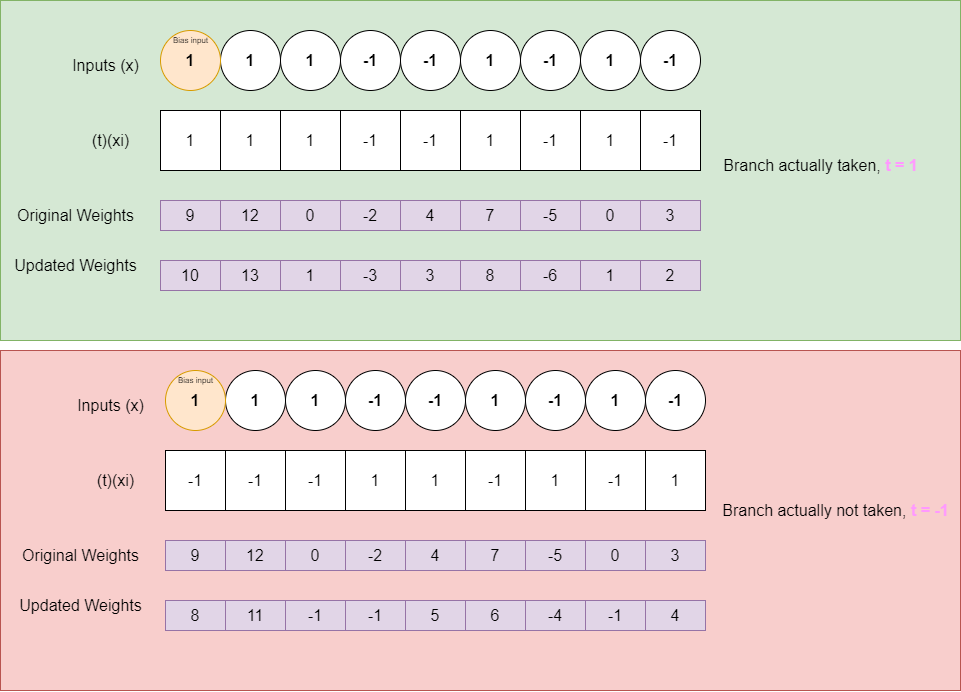 Bias input
Inputs (x) 1 1 1 -1 -1 1 -1 1 -1
(t)(xi) 1 1 1 -1 -1 1 -1 1 -1
Branch actually taken, t = 1
Original Weights 9 12 0 -2 4 7 -5 0 3
Updated Weights 10 13 1 -3 3 8 -6 1 2
Bias input
Inputs (x) 1 1 1 -1 -1 1 -1 1 -1
(t)(xi) -1 -1 -1 1 1 -1 1 -1 1
Branch actually not taken, t = -1
Original Weights 9 12 0 -2 4 7 -5 0 3
Updated Weights 8 11 -1 -1 5 6 -4 -1 4